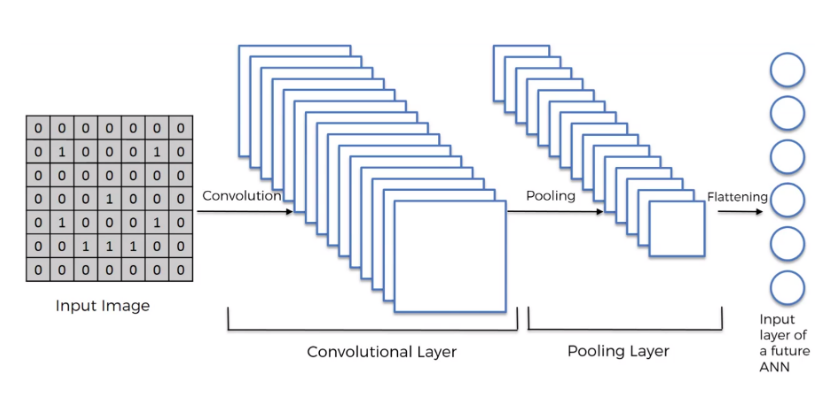 0 0 0 0 0 0 0
0 1 0 0 0 1 0
0 0 0 0 0 0 0
0 0 0 1 0 0 0
0 1 0 0 0 1 0
0 0 1 1 1 0 0
0 0 0 0 0 0 0
Input Image
Convolution
Pooling
Flattening
Convolutional Layer
Pooling Layer
Input
layer of
a future
ANN